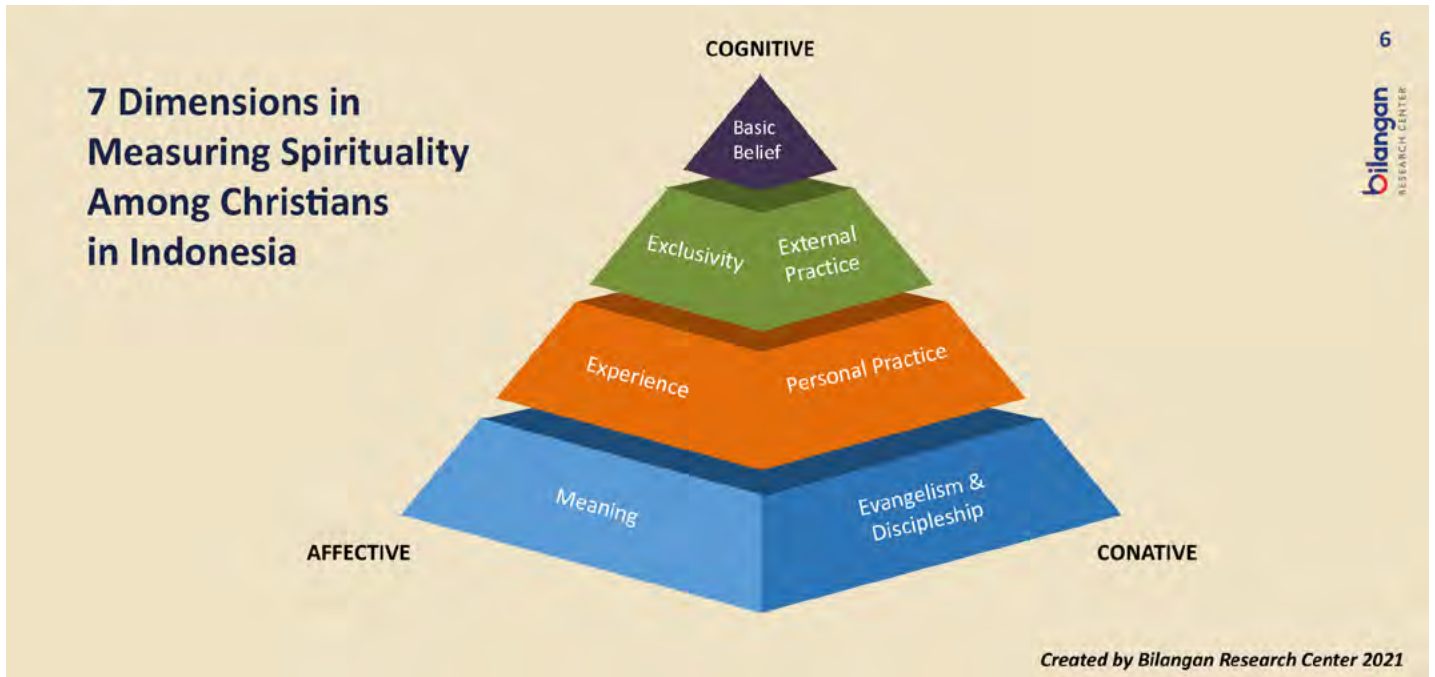 7 Dimensions in
Measuring Spirituality
Among Christians
in Indonesia
COGNITIVE
6
bilangan
RESEARCH CENTER
Basic
Belief
Exclusivity
External
Practice
Experience
Personal Practice
Meaning
Evangelism &
Discipleship
AFFECTIVE
CONATIVE
Created by Bilangan Research Center 2021